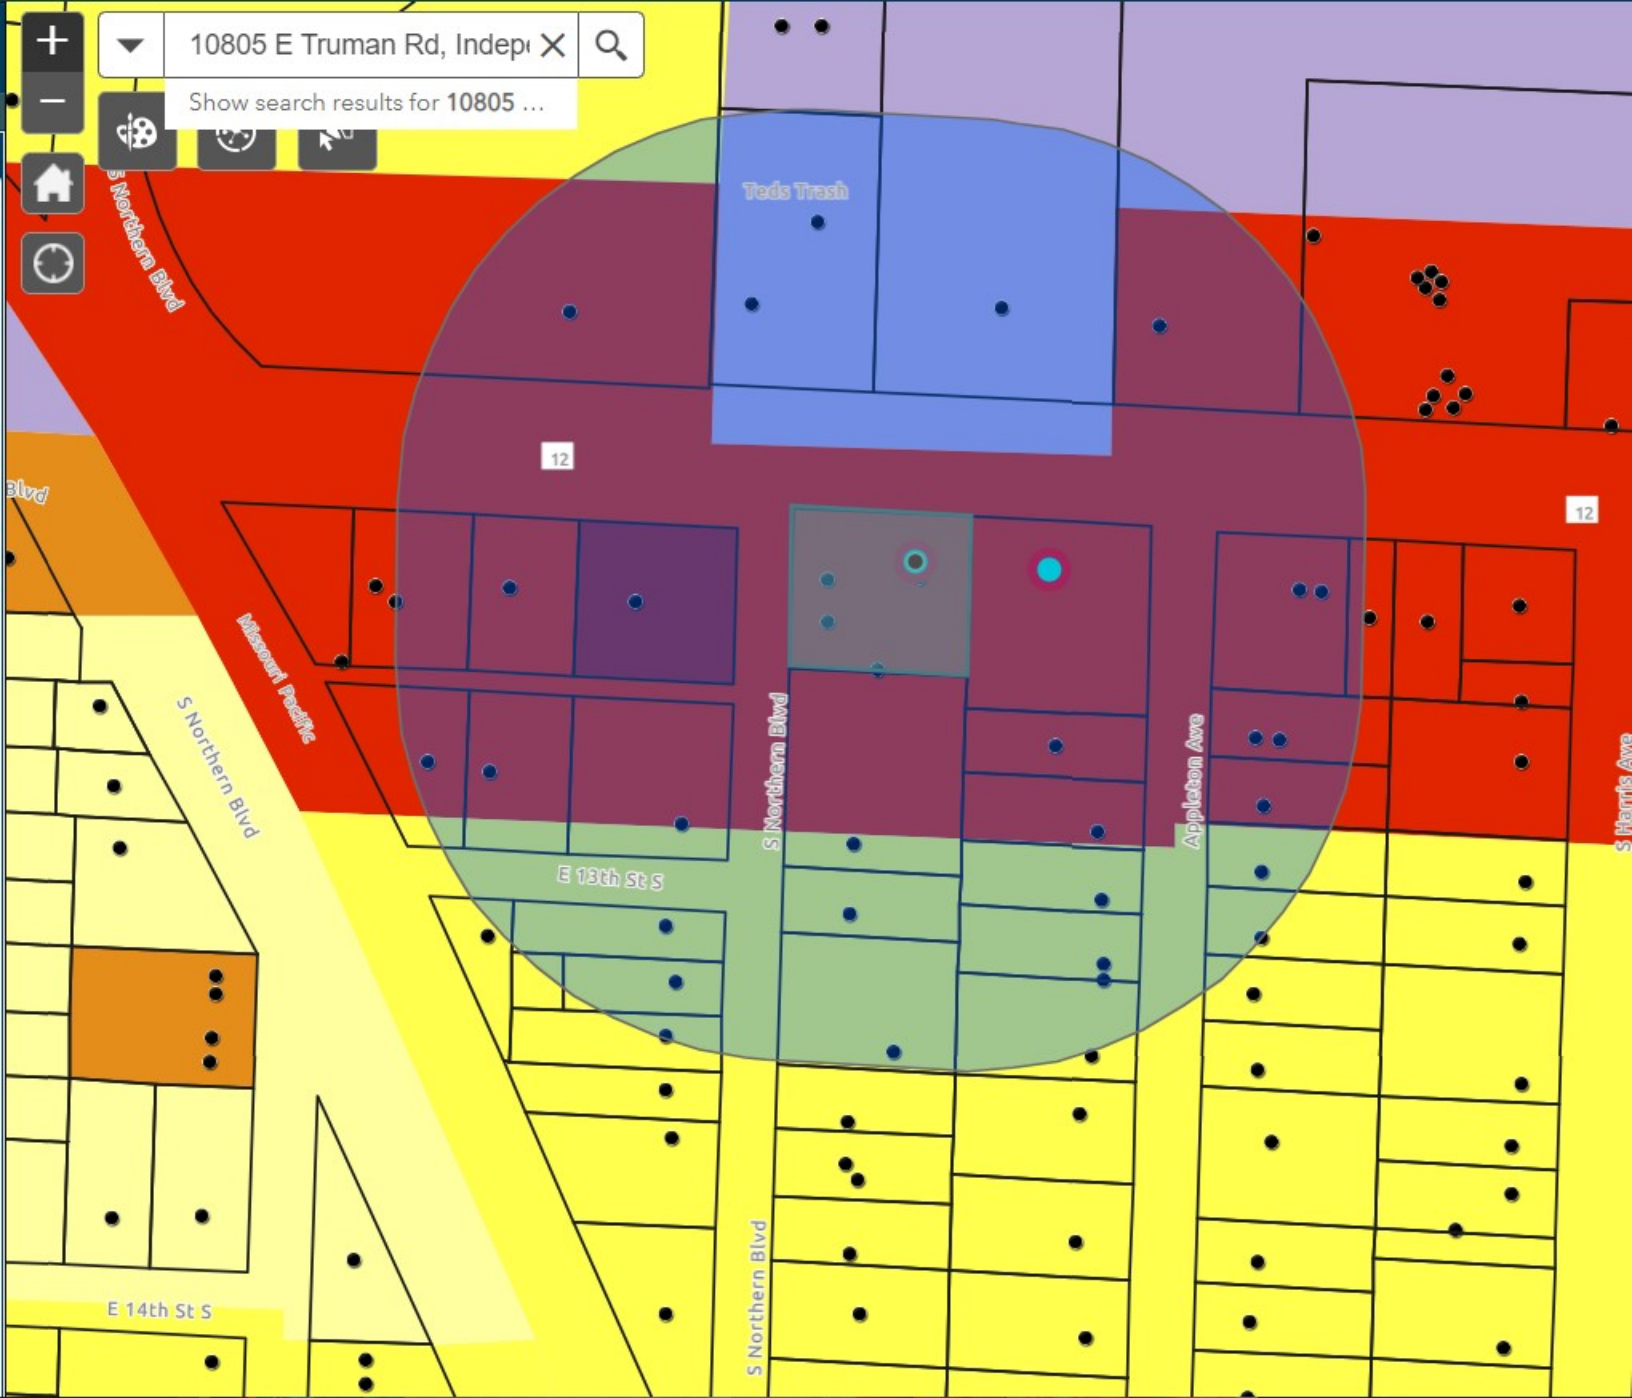 10805 E Truman Rd, Indep
Show search results for 10805 ...
Teds Trash
S Northern Blvd
12
Blvd
12
Missouri Pacific
S Northern Blvd
S Northern Blvd
Appleton Ave
S Harris Ave
E 13th St S
S Northern Blvd
E 14th St S